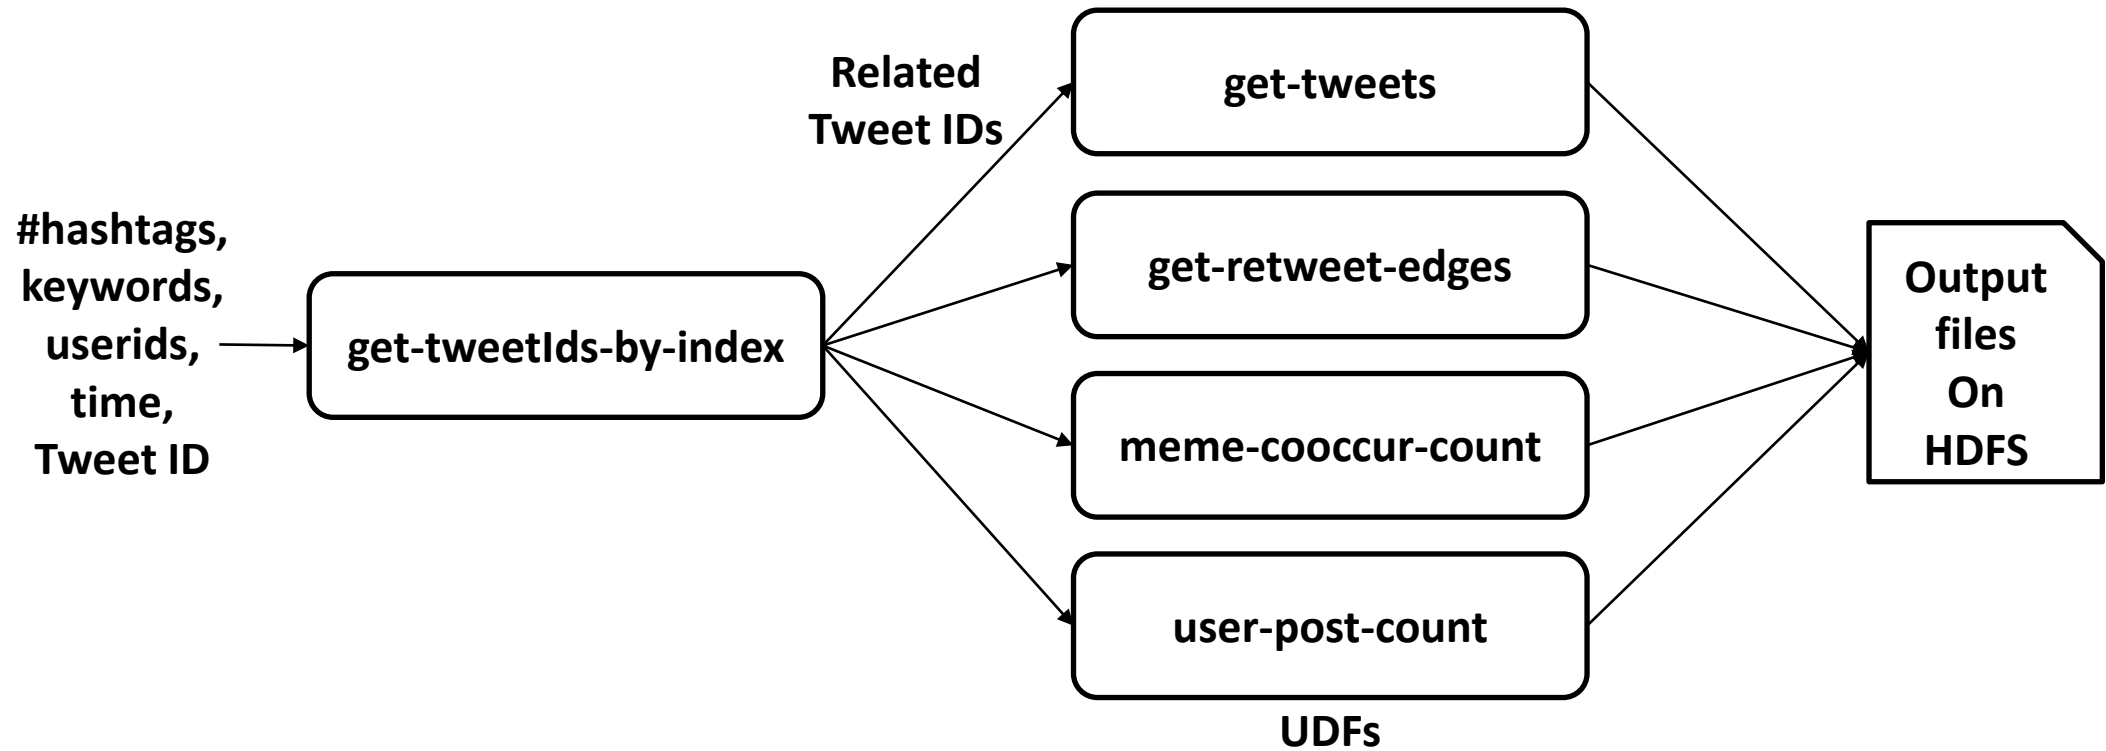 #hashtags,
keywords,
userids,
time,
Tweet ID
get-tweetIds-by-index
Related
Tweet IDs
get-tweets
get-retweet-edges
meme-cooccur-count
user-post-count
UDFs
Output
files
On
HDFS